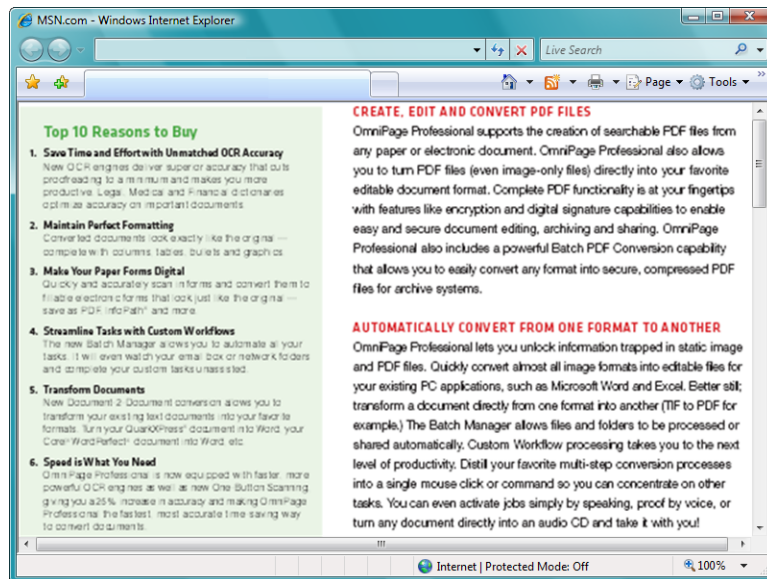 MSN.com - Windows Internet Explorer
Live Search
Page
Tools
Top 10 Reasons to Buy
1. Save Time and Effort with Unmatched OCR Accuracy
New OCR engines deliver superior accuracy that cuts
proofreading to a minimum and makes you more
productive. Legal, Medical and Financial dictionaries
optimize accuracy on important documents.
2. Maintain Perfect Formatting
Converted documents look exactly like the original —
complete with columns, tables, bullets and graphics.
3. Make Your Paper Forms Digital
Quickly and accurately scan in forms and convert them to
fillable electronic forms that look just like the original —
save as PDF, InfoPath® and more.
4. Streamline Tasks with Custom Workflows
The new Batch Manager allows you to automate all your
tasks. It will even watch your email box or network folders
and complete your custom tasks unassisted.
5. Transform Documents
New Document-2-Document conversion allows you to
transform your existing text documents into your favorite
formats. Turn your QuarkXPress® document into Word, your
Corel® WordPerfect® document into Word, etc.
6. Speed is What You Need
OmniPage Professional is now equipped with faster, more
powerful OCR engines as well as new One Button Scanning
giving you a 25% increase in accuracy and making OmniPage
Professional the fastest, most accurate time saving way
to convert documents.
CREATE, EDIT AND CONVERT PDF FILES
OmniPage Professional supports the creation of searchable PDF files from
any paper or electronic document. OmniPage Professional also allows
you to turn PDF files (even image-only files) directly into your favorite
editable document format. Complete PDF functionality is at your fingertips
with features like encryption and digital signature capabilities to enable
easy and secure document editing, archiving and sharing. OmniPage
Professional also includes a powerful Batch PDF Conversion capability
that allows you to easily convert any format into secure, compressed PDF
files for archive systems.
AUTOMATICALLY CONVERT FROM ONE FORMAT TO ANOTHER
OmniPage Professional lets you unlock information trapped in static image
and PDF files. Quickly convert almost all image formats into editable files for
your existing PC applications, such as Microsoft Word and Excel. Better still;
transform a document directly from one format into another (TIF to PDF for
example.) The Batch Manager allows files and folders to be processed or
shared automatically. Custom Workflow processing takes you to the next
level of productivity. Distill your favorite multi-step conversion processes
into a single mouse click or command so you can concentrate on other
tasks. You can even activate jobs simply by speaking, proof by voice, or
turn any document directly into an audio CD and take it with you!
Internet | Protected Mode: Off
100%